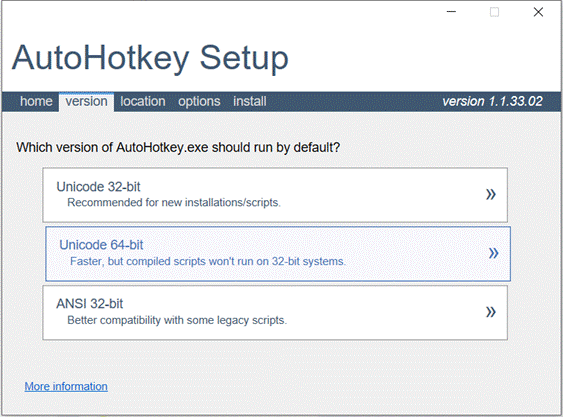 AutoHotkey Setup
home version location options install version 1.1.33.02
Which version of AutoHotkey.exe should run by default?
Unicode 32-bit
Recommended for new installations/scripts.
Unicode 64-bit
Faster, but compiled scripts won't run on 32-bit systems.
ANSI 32-bit
Better compatibility with some legacy scripts.
More information